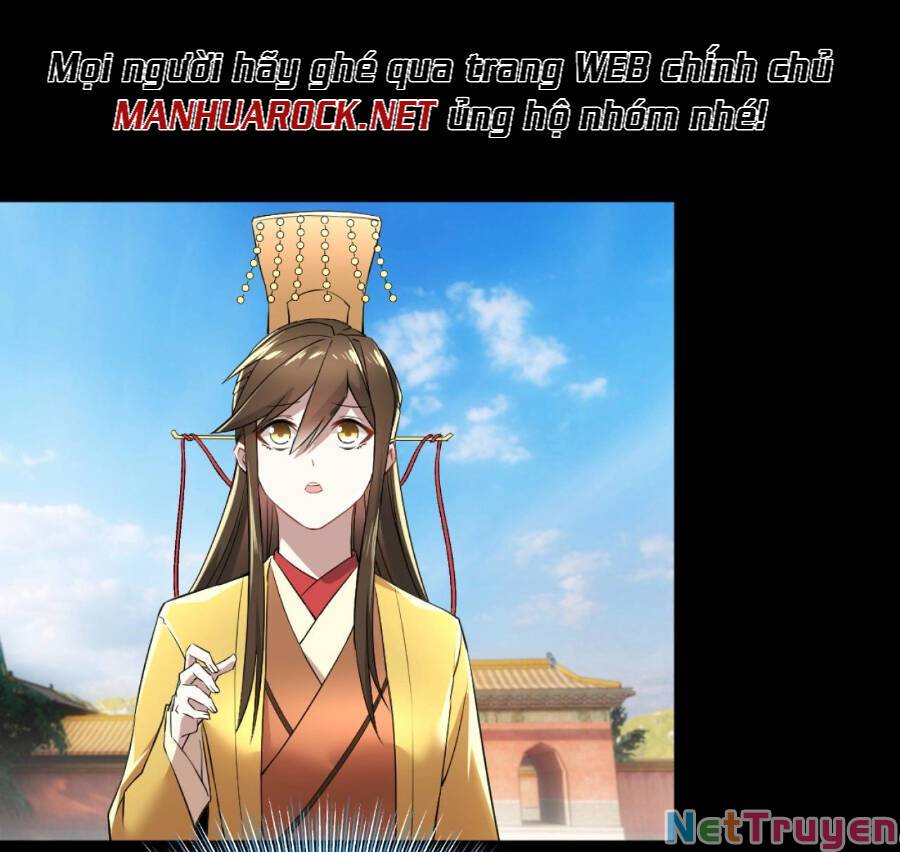 Mọi người hãy ghé qua trang WEB chính chủ
MANHUAROCK.NET ủng hộ nhóm nhé!
NetTruyen